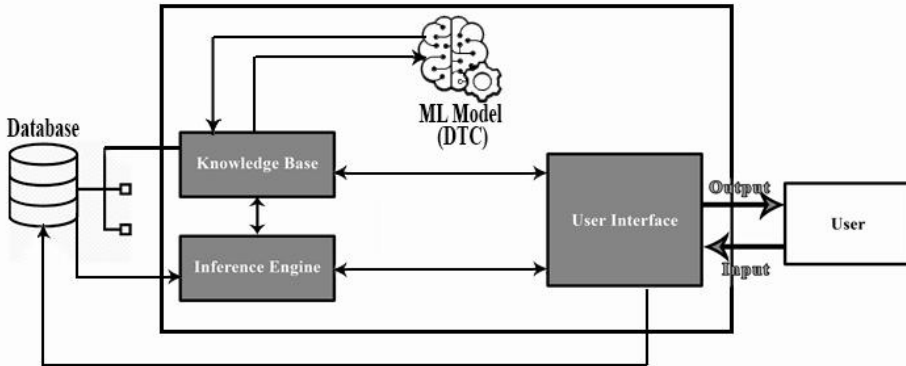 ML Model
(DTC)
Database
Knowledge Base
Output
User Interface
User
Input
Inference Engine